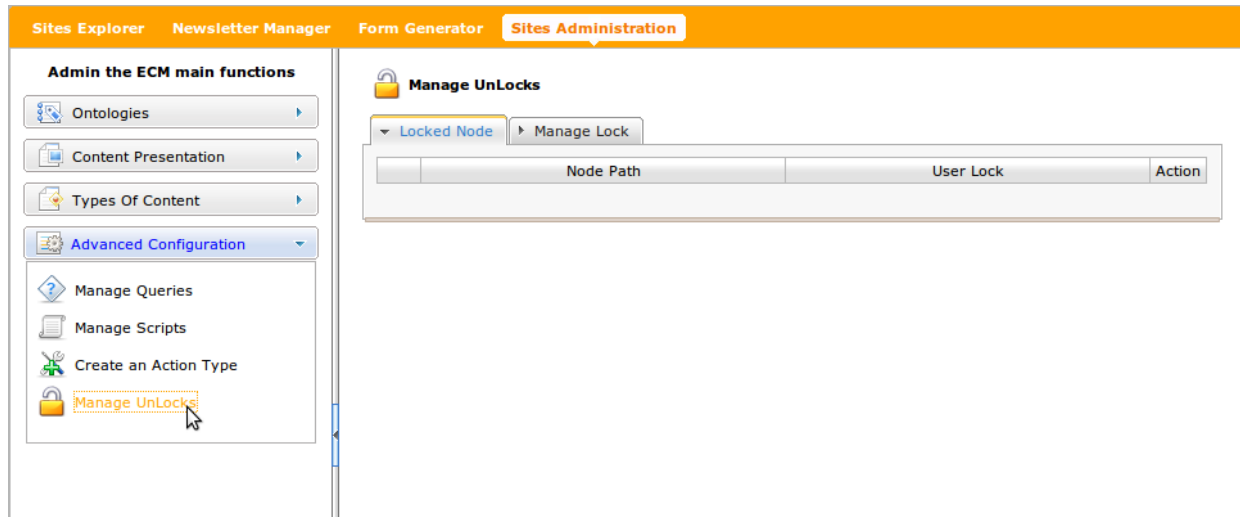 Sites Explorer Newsletter Manager Form Generator Sites Administration
Admin the ECM main functions
Ontologies
Content Presentation
Types Of Content
Advanced Configuration
Manage Queries
Manage Scripts
Create an Action Type
Manage UnLocks
Manage UnLocks
Locked Node Manage Lock
Node Path User Lock Action